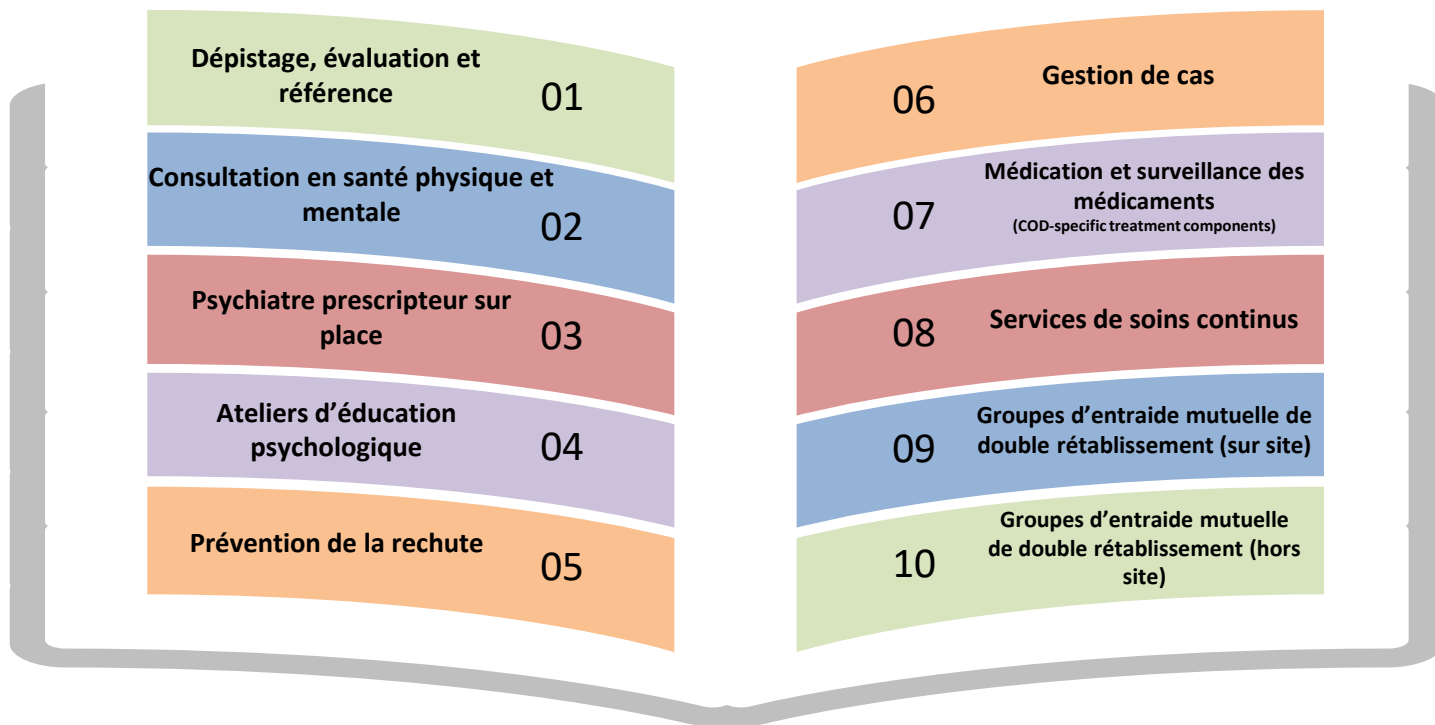 Dépistage, évaluation et
référence
01
Consultation en santé physique et
mentale
02
Psychiatre prescripteur sur
place
03
Ateliers d'éducation
psychologique
04
Prévention de la rechute
05
06
Gestion de cas
07
Médication et surveillance des
médicaments
(COD-specific treatment components)
08
Services de soins continus
09
Groupes d'entraide mutuelle de
double rétablissement (sur site)
10
Groupes d'entraide mutuelle
de double rétablissement (hors
site)